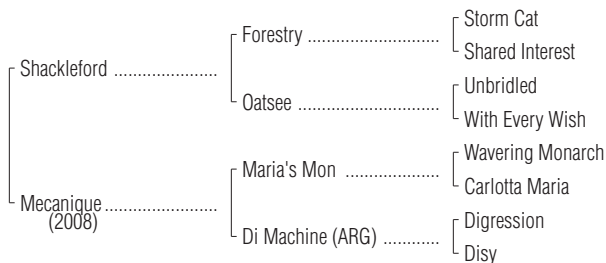 Storm Cat
Forestry ....................................
Shared Interest
Shackleford ............................
Unbridled
Oatsee ......................................
With Every Wish
Wavering Monarch
Maria's Mon .........................
Carlotta Maria
Mecanique..............................
(2008)
Digression
Di Machine (ARG) ...............
Disy